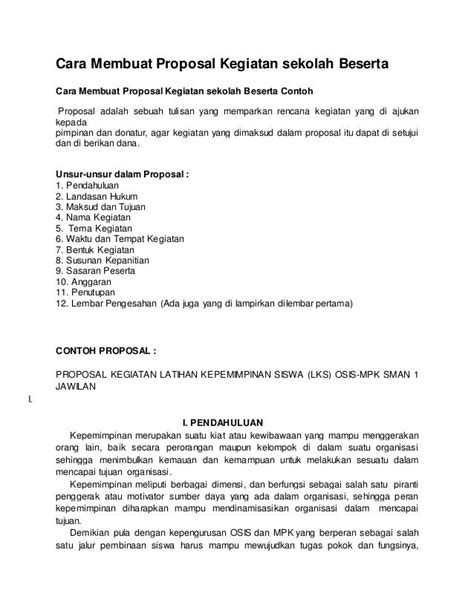 Cara Membuat Proposal Kegiatan sekolah Beserta
Cara Membuat Proposal Kegiatan sekolah Beserta Contoh
Proposal adalah sebuah tulisan yang memparkan rencana kegiatan yang di ajukan
kepada
pimpinan dan donatur, agar kegiatan yang dimaksud dalam proposal itu dapat di setujui
dan di berikan dana.
Unsur-unsur dalam Proposal :
1. Pendahuluan
2. Landasan Hukum
3. Maksud dan Tujuan
4. Nama Kegiatan
5. Tema Kegiatan
6. Waktu dan Tempat Kegiatan
7. Bentuk Kegiatan
8. Susunan Kepanitian
9. Sasaran Peserta
10. Anggaran
11. Penutupan
12. Lembar Pengesahan (Ada juga yang di lampirkan dilembar pertama)
CONTOH PROPOSAL :
PROPOSAL KEGIATAN LATIHAN KEPEMIMPINAN SISWA (LKS) OSIS-MPK SMAN 1
JAWILAN
I.
I. PENDAHULUAN
Kepemimpinan merupakan suatu kiat atau kewibawaan yang mampu menggerakan
orang lain, baik secara perorangan maupun kelompok di dalam suatu organisasi
sehingga menimbulkan kemauan dan kemampuan untuk melakukan sesuatu dalam
mencapai tujuan organisasi.
Kepemimpinan meliputi berbagai dimensi, dan berfungsi sebagai salah satu piranti
penggerak atau motivator sumber daya yang ada dalam organisasi, sehingga peran
kepemimpinan diharapkan mampu mendinamisasikan organisasi dalam mencapai
tujuan.
Demikian pula dengan kepengurusan OSIS dan MPK yang berperan sebagai salah
satu jalur pembinaan siswa harus mampu mewujudkan tugas pokok dan fungsinya,